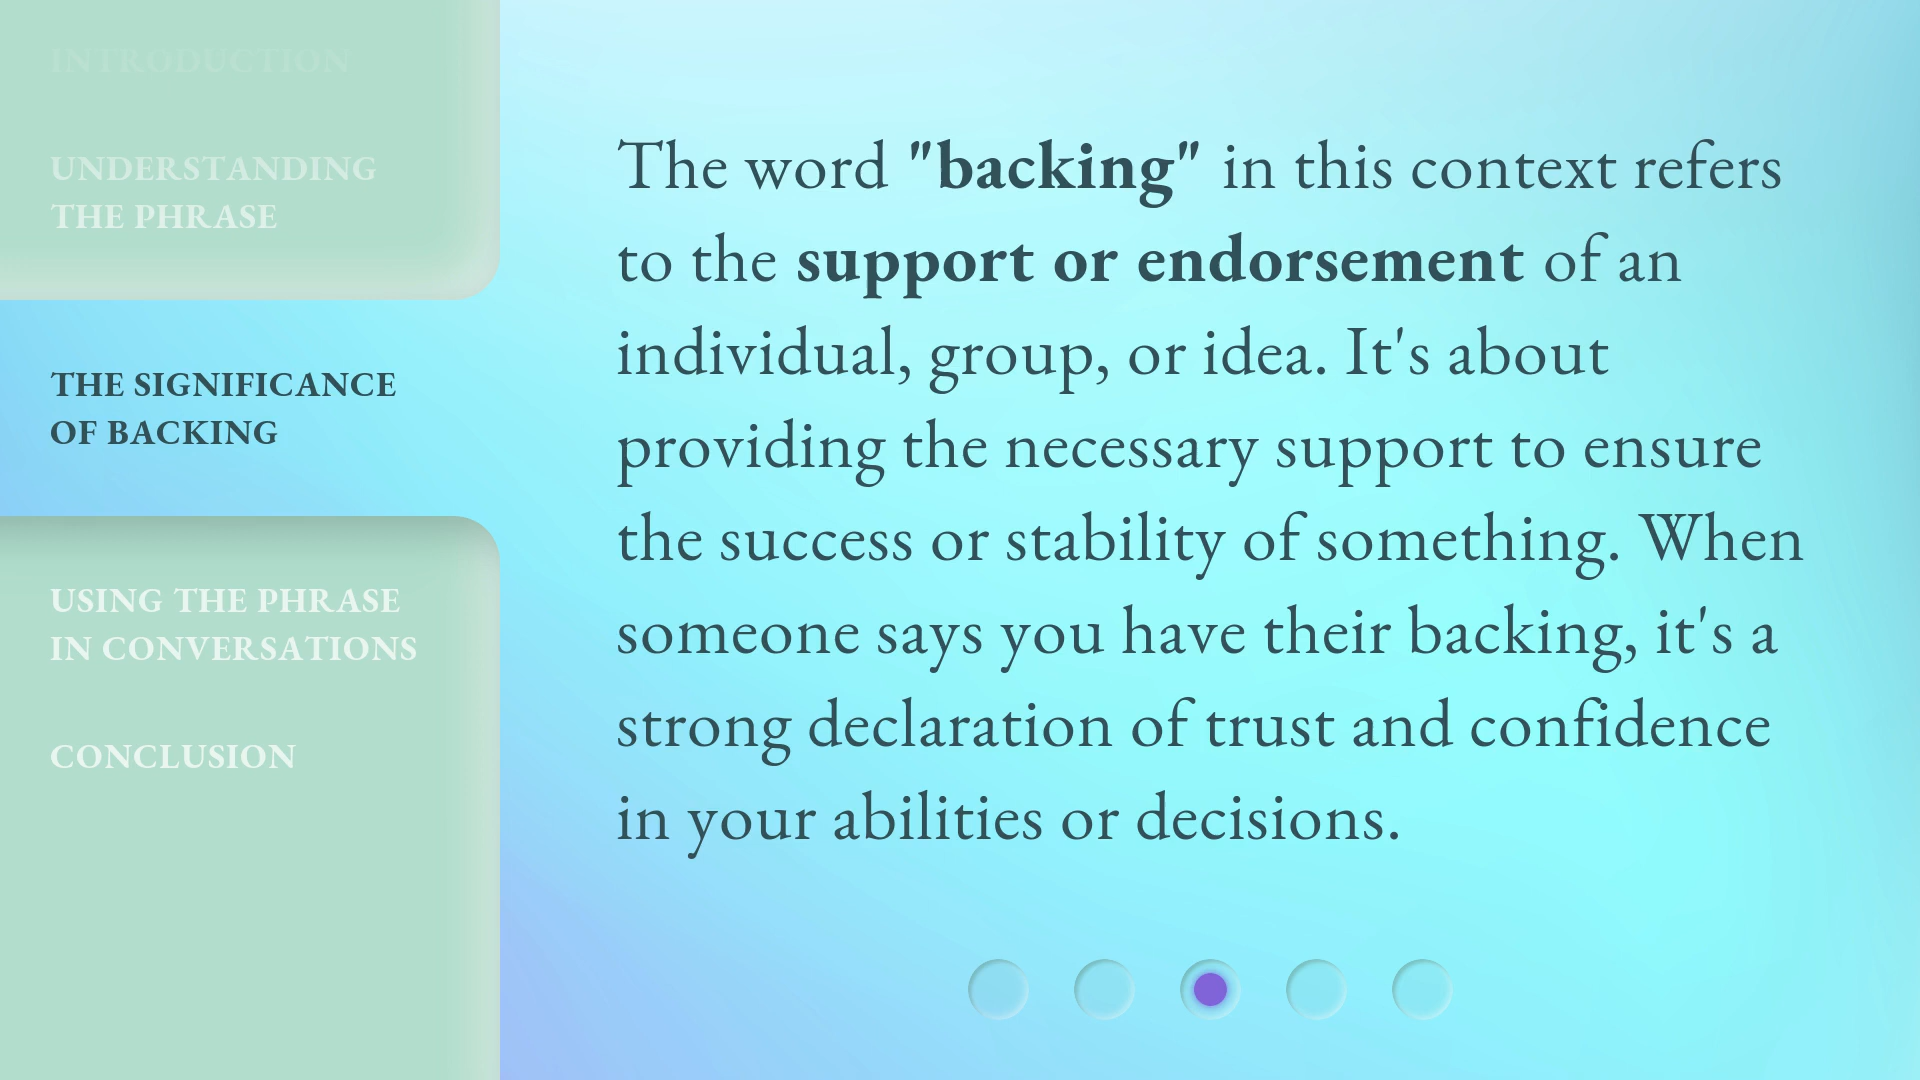 INTRODUCTION
UNDERSTANDING
THE PHRASE
THE SIGNIFICANCE
OF BACKING
USING THE PHRASE
IN CONVERSATIONS
CONCLUSION
The word "backing" in this context refers
to the support or endorsement of an
individual, group, or idea. It's about
providing the necessary support to ensure
the success or stability of something. When
someone says you have their backing, it's a
strong declaration of trust and confidence
in your abilities or decisions.